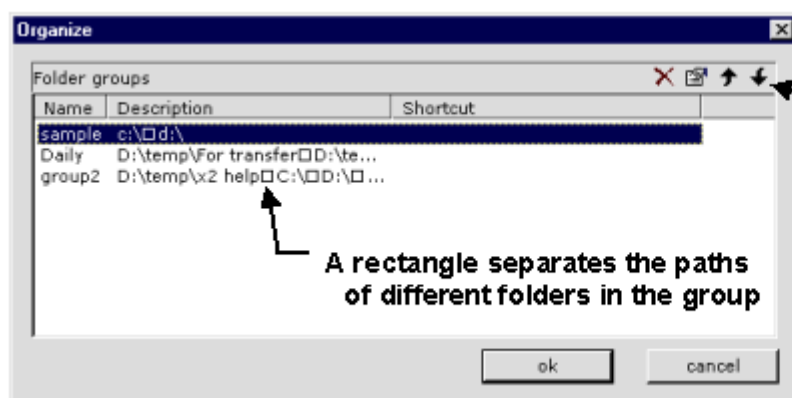 Organize
Folder groups
Name Description Shortcut
sample c:\□d:\
Daily D:\temp\For transfer□D:\te...
group2 D:\temp\x2 help□C:\□D:\□...
A rectangle separates the paths
of different folders in the group
ok cancel